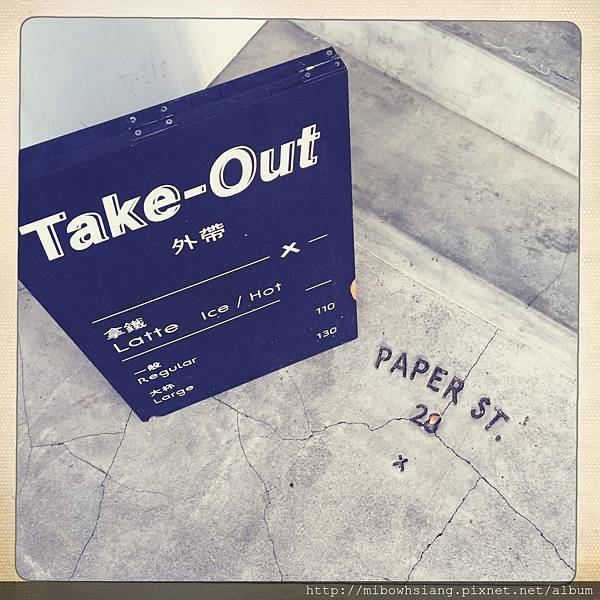 Take-Out
外帶
×
拿鐵
Latte Ice / Hot
一般 110
Regular
大杯 130
Large
PAPER ST.
×
http://mibowhsiang.pixnet.net/album